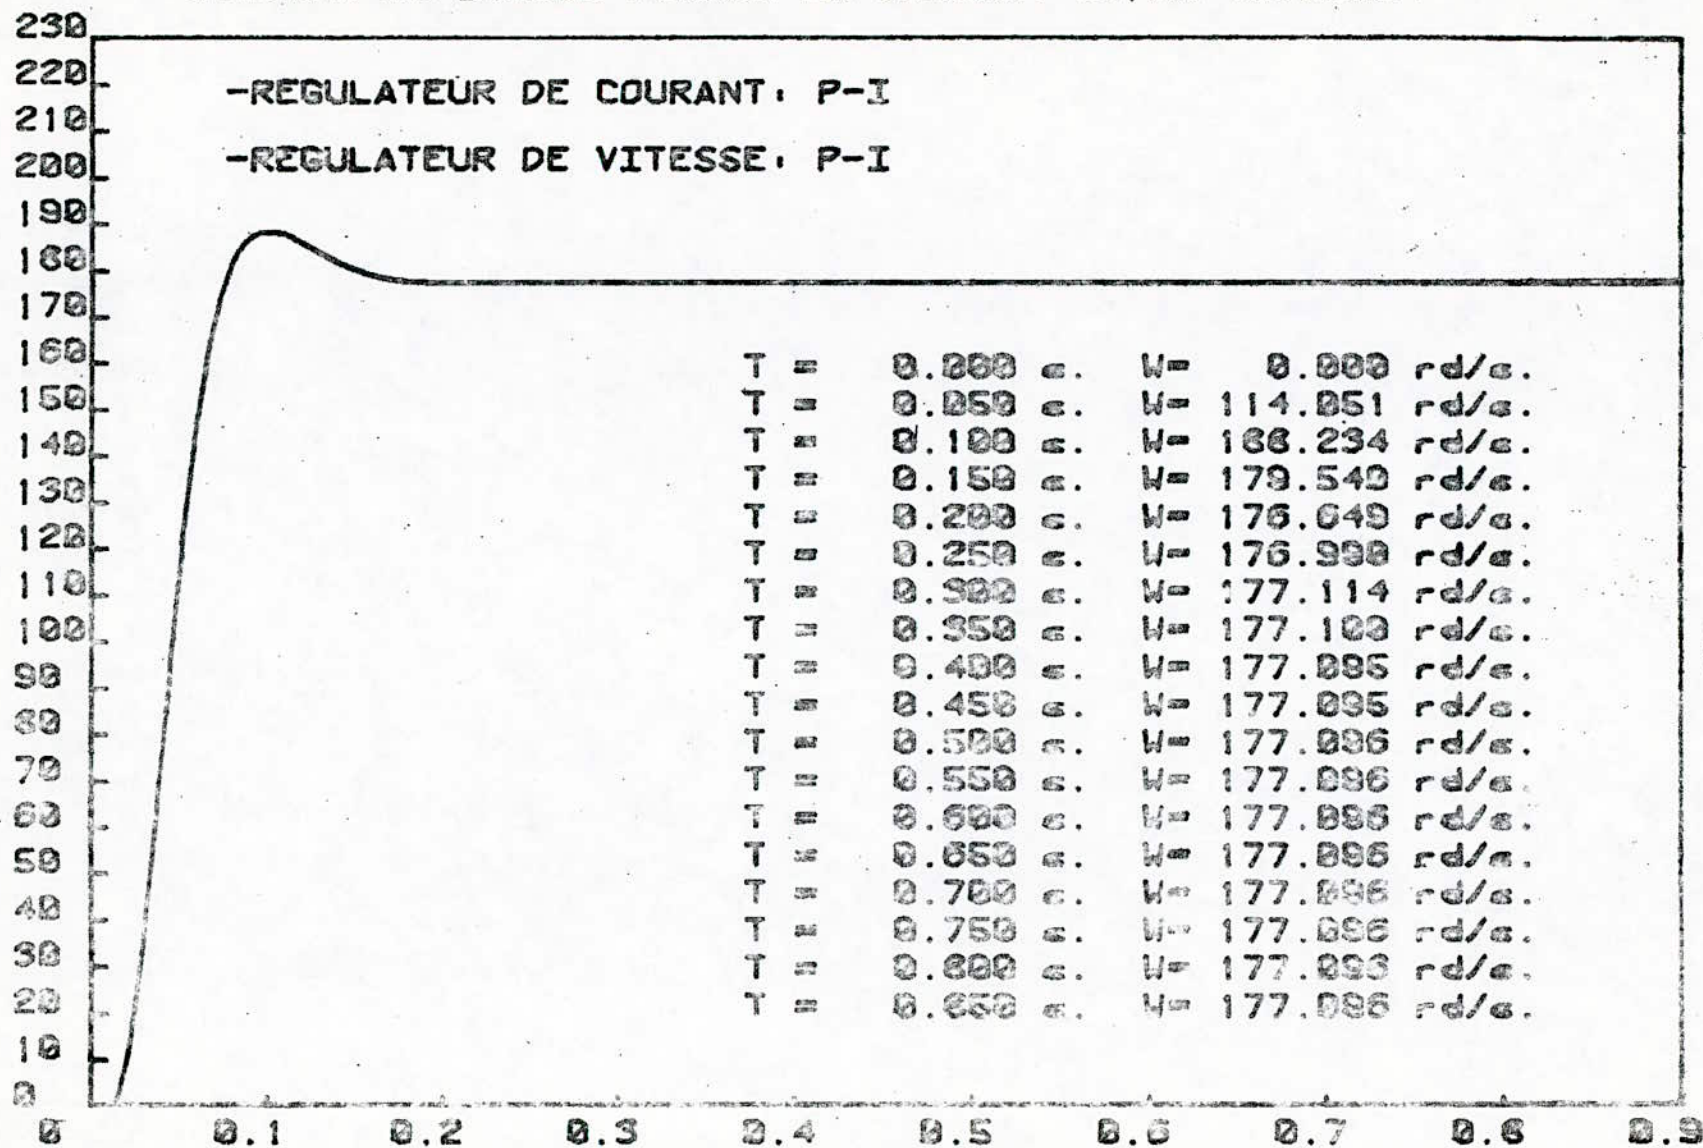 230
220
-REGULATEUR DE COURANT: P-I
210
200
-REGULATEUR DE VITESSE: P-I
190
180
170
160
150
140
130
120
110
100
90
80
70
60
50
40
30
20
10
0
T = 0.000 s. W= 0.000 rd/s.
T = 0.050 s. W= 114.051 rd/s.
T = 0.100 s. W= 188.234 rd/s.
T = 0.150 s. W= 179.549 rd/s.
T = 0.200 s. W= 176.649 rd/s.
T = 0.250 s. W= 176.990 rd/s.
T = 0.300 s. W= 177.114 rd/s.
T = 0.350 s. W= 177.100 rd/s.
T = 0.400 s. W= 177.095 rd/s.
T = 0.450 s. W= 177.095 rd/s.
T = 0.500 s. W= 177.096 rd/s.
T = 0.550 s. W= 177.096 rd/s.
T = 0.600 s. W= 177.096 rd/s.
T = 0.650 s. W= 177.096 rd/s.
T = 0.700 s. W= 177.096 rd/s.
T = 0.750 s. W= 177.096 rd/s.
T = 0.800 s. W= 177.096 rd/s.
T = 0.850 s. W= 177.096 rd/s.
0 0.1 0.2 0.3 0.4 0.5 0.6 0.7 0.8 0.9